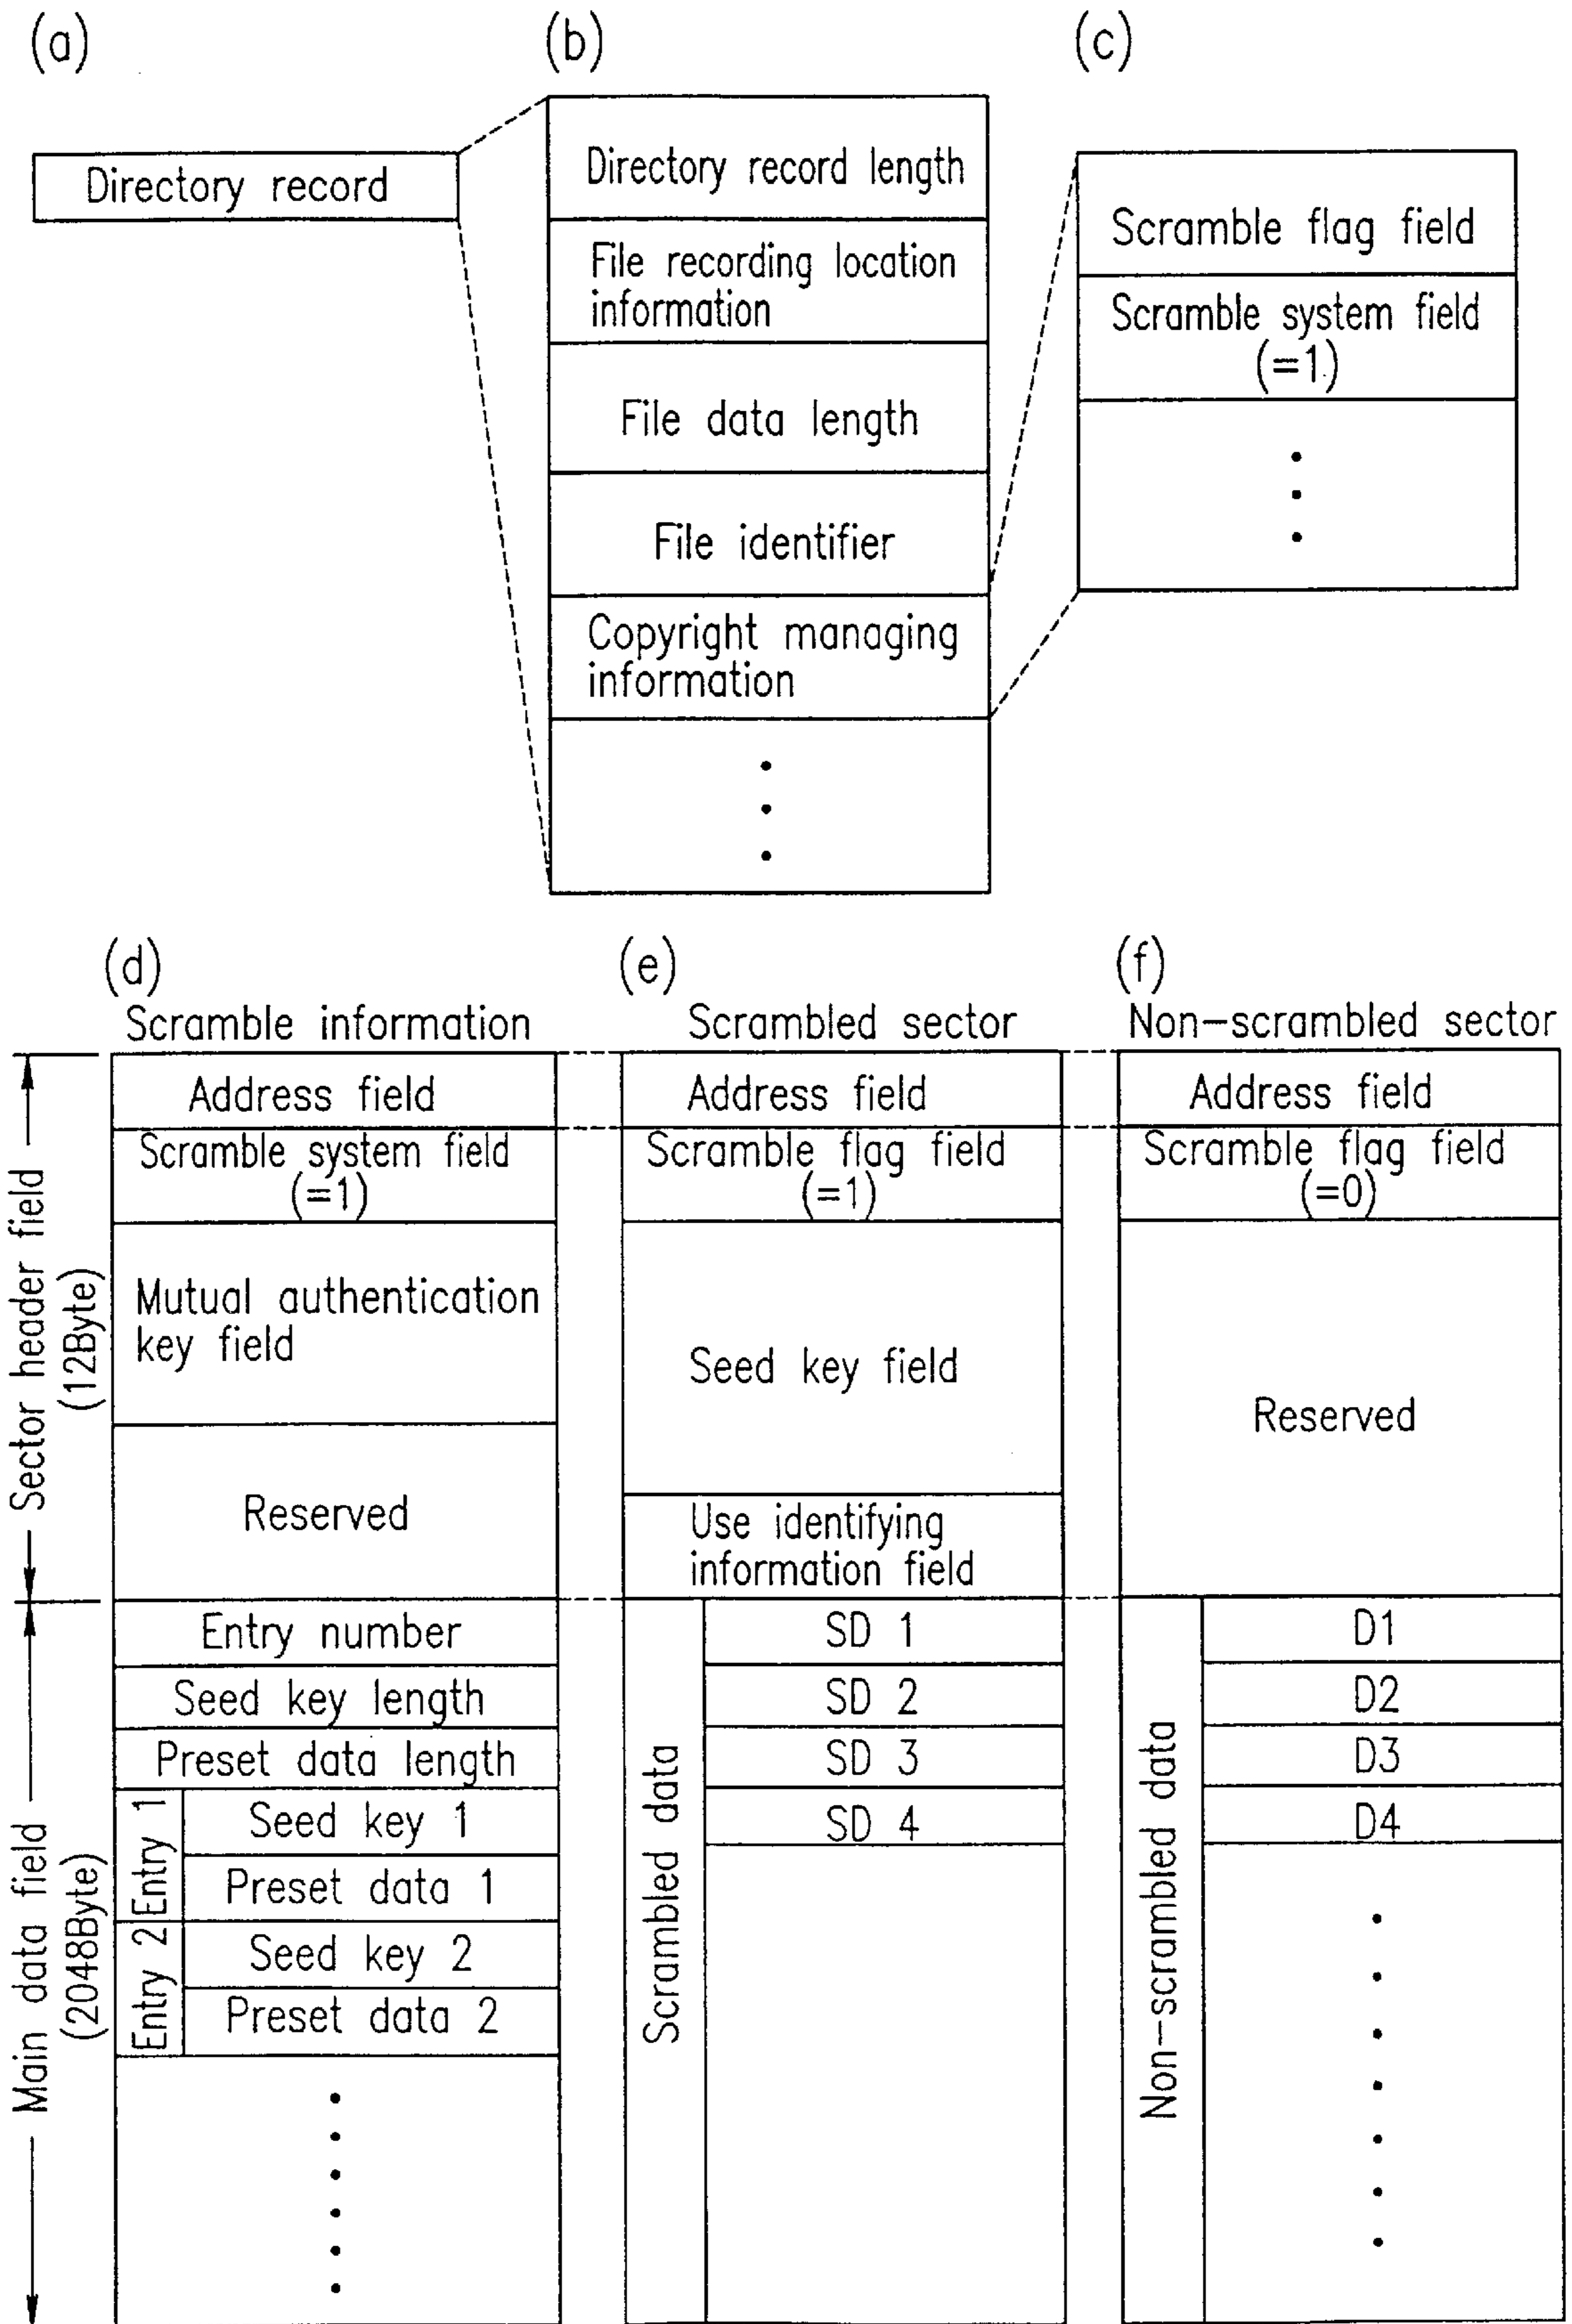 (a)
Directory record
(b)
Directory record length
File recording location
information
File data length
File identifier
Copyright managing
information
(c)
Scramble flag field
Scramble system field
(=1)
(d)
Scramble information
Sector header field
(12Byte)
Address field
Scramble system field
(=1)
Mutual authentication
key field
Reserved
Main data field
(2048Byte)
Entry number
Seed key length
Preset data length
Entry 1
Seed key 1
Preset data 1
Entry 2
Seed key 2
Preset data 2
(e)
Scrambled sector
Address field
Scramble flag field
(=1)
Seed key field
Use identifying
information field
Scrambled data
SD 1
SD 2
SD 3
SD 4
(f)
Non-scrambled sector
Address field
Scramble flag field
(=0)
Reserved
Non-scrambled data
D1
D2
D3
D4